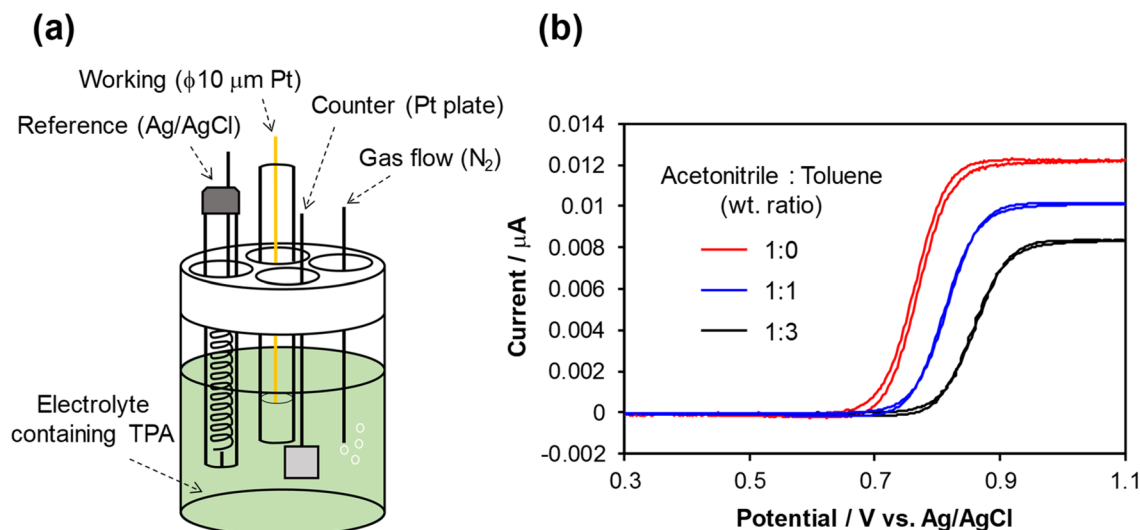 (a)
Working (ϕ10 μm Pt)
Counter (Pt plate)
Reference (Ag/AgCl)
Gas flow (N₂)
Electrolyte
containing TPA
(b)
0.014
0.012
0.01
0.008
0.006
0.004
0.002
0
-0.002
Current / μA
Acetonitrile : Toluene
(wt. ratio)
1:0
1:1
1:3
0.3
0.5
0.7
0.9
1.1
Potential / V vs. Ag/AgCl